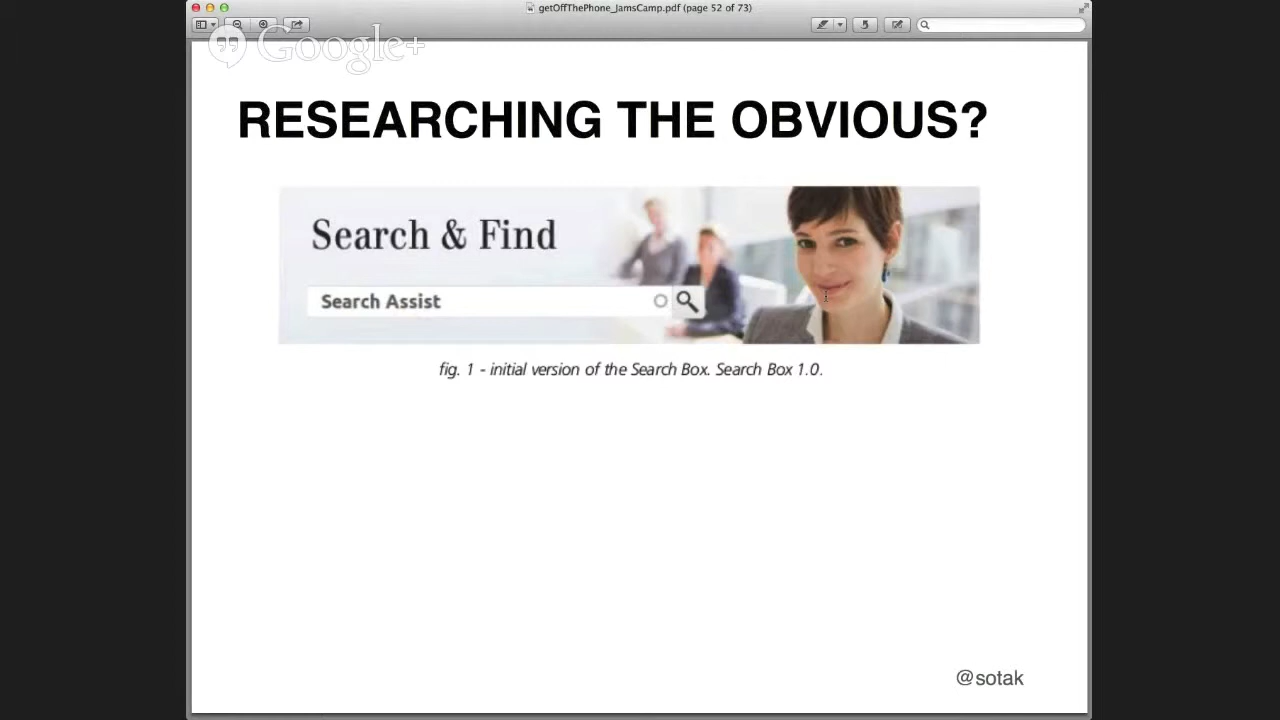 getOffThePhone_JamsCamp.pdf (page 52 of 73)
Google+
RESEARCHING THE OBVIOUS?
Search & Find
Search Assist
fig. 1 - initial version of the Search Box. Search Box 1.0.
@sotak